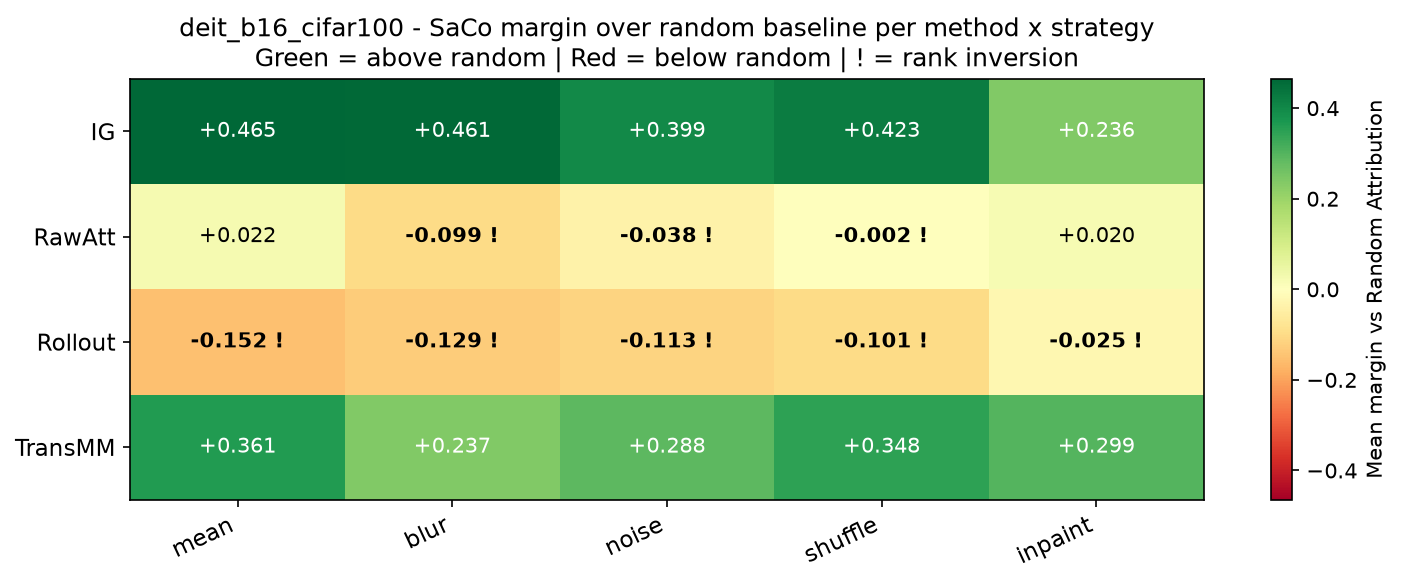 deit_b16_cifar100 - SaCo margin over random baseline per method x strategy
Green = above random | Red = below random | ! = rank inversion
IG +0.465 +0.461 +0.399 +0.423 +0.236
RawAtt +0.022 -0.099 ! -0.038 ! -0.002 ! +0.020
Rollout -0.152 ! -0.129 ! -0.113 ! -0.101 ! -0.025 !
TransMM +0.361 +0.237 +0.288 +0.348 +0.299
mean blur noise shuffle inpaint
0.4
0.2
0.0
−0.2
−0.4
Mean margin vs Random Attribution